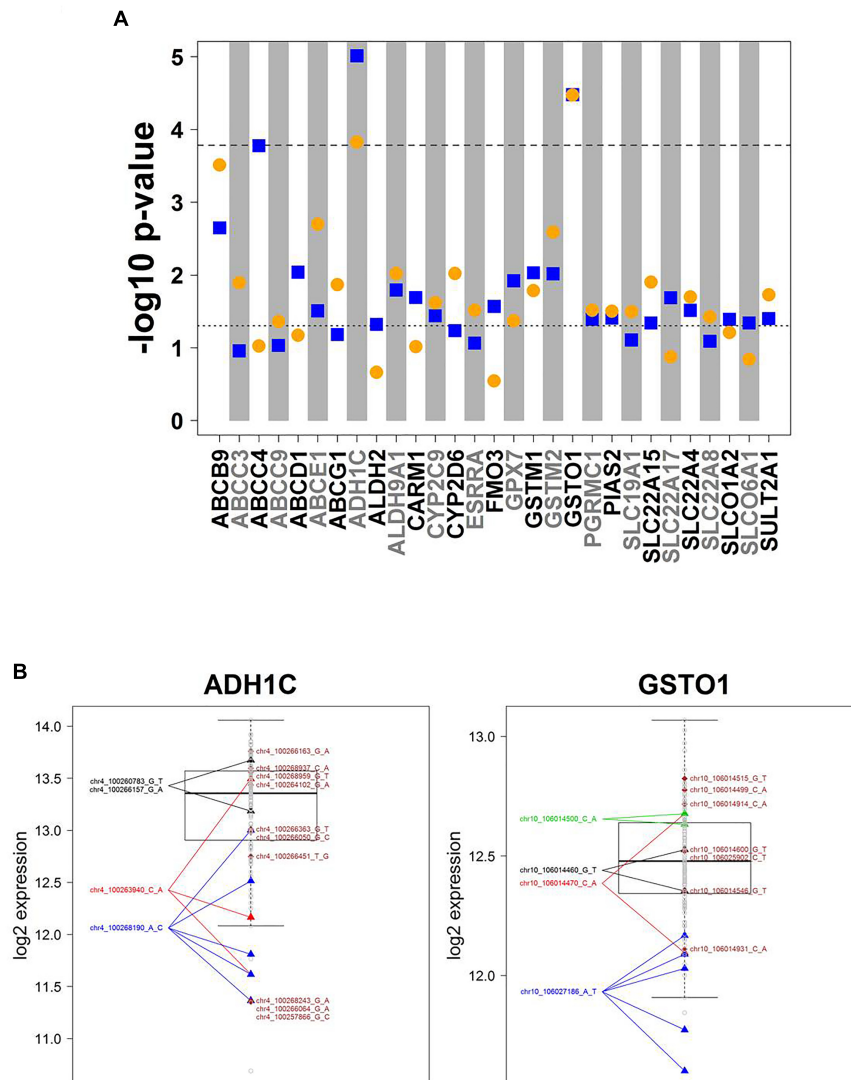 A
-log10 p-value
5
4
3
2
1
0
ABCB9
ABCC3
ABCC4
ABCC9
ABCD1
ABCE1
ABCG1
ADH1C
ALDH2
ALDH9A1
CARM1
CYP2C9
CYP2D6
ESRRA
FMO3
GPX7
GSTM1
GSTM2
GSTO1
PGRMC1
PIAS2
SLC19A1
SLC22A15
SLC22A17
SLC22A4
SLC22A8
SLCO1A2
SLCO6A1
SULT2A1
B
ADH1C
log2 expression
14.0
13.5
13.0
12.5
12.0
11.5
11.0
chr4_100260783_G_T
chr4_100266157_G_A
chr4_100263940_C_A
chr4_100268190_A_C
chr4_100266163_G_A
chr4_100268937_C_A
chr4_100268959_G_T
chr4_100264102_G_A
chr4_100266363_G_T
chr4_100266050_G_C
chr4_100266451_T_G
chr4_100268243_G_A
chr4_100266064_G_A
chr4_100257866_G_C
GSTO1
log2 expression
13.0
12.5
12.0
chr10_106014500_C_A
chr10_106014460_G_T
chr10_106014470_C_A
chr10_106027186_A_T
chr10_106014515_G_T
chr10_106014499_C_A
chr10_106014914_C_A
chr10_106014600_G_T
chr10_106025902_C_T
chr10_106014546_G_T
chr10_106014931_C_A